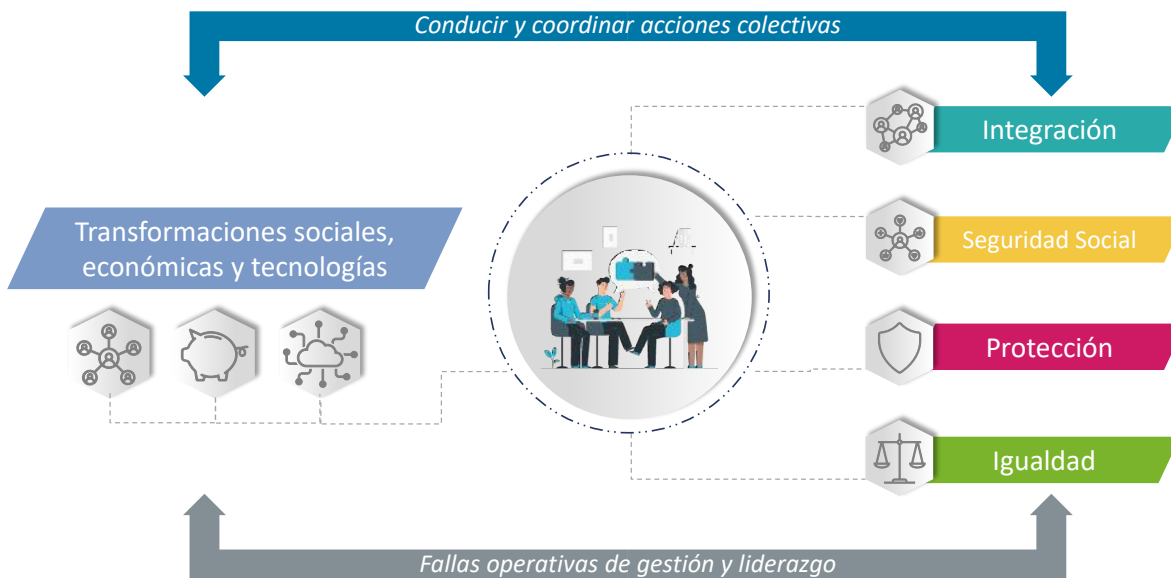 Conducir y coordinar acciones colectivas
Integración
Transformaciones sociales,
económicas y tecnologías
Seguridad Social
Protección
Igualdad
Fallas operativas de gestión y liderazgo